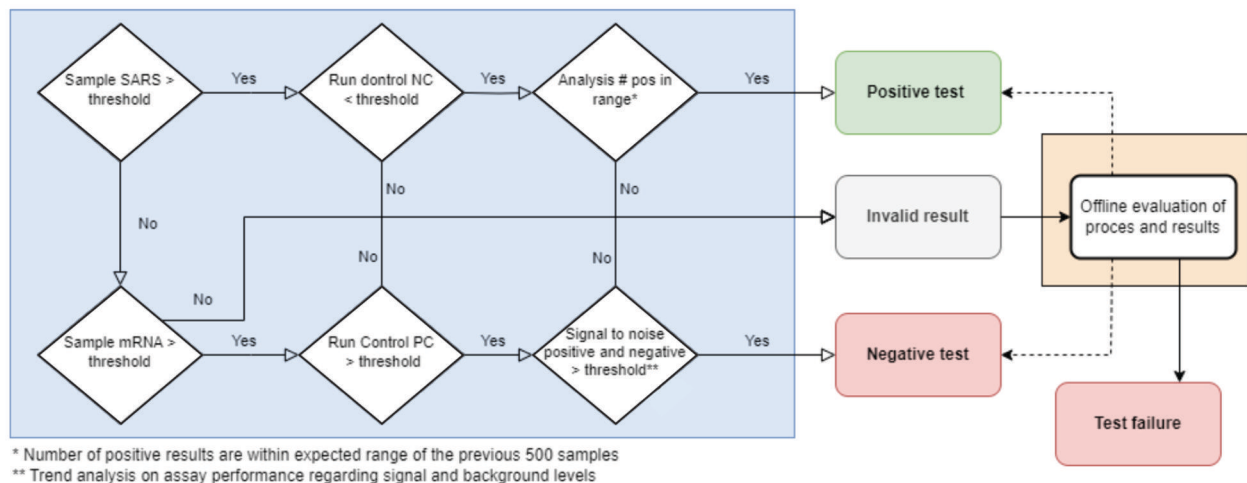 Sample SARS >
threshold
Yes
Run dontrol NC
< threshold
Yes
Analysis # pos in
range*
Yes
Positive test
No
No
No
Invalid result
Offline evaluation of
proces and results
No
No
No
Sample mRNA >
threshold
Yes
Run Control PC
> threshold
Yes
Signal to noise
positive and negative
> threshold**
Yes
Negative test
Test failure
* Number of positive results are within expected range of the previous 500 samples
** Trend analysis on assay performance regarding signal and background levels